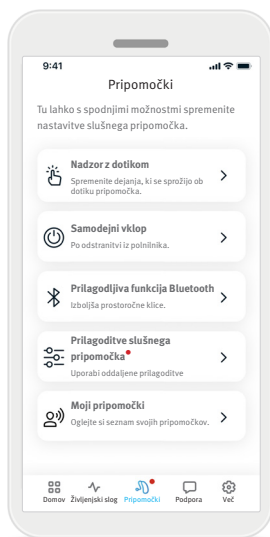 9:41
Pripomočki
Tu lahko s spodnjimi možnostmi spremenite
nastavitve slušnega pripomočka.
Nadzor z dotikom
Spremenite dejanja, ki se sprožijo ob
dotiku pripomočka.
Samodejni vklop
Po odstranitvi iz polnilnika.
Prilagodljiva funkcija Bluetooth
Izboljša prostoročne klice.
Prilagoditve slušnega
pripomočka
Uporabi oddaljene prilagoditve
Moji pripomočki
Oglejte si seznam svojih pripomočkov.
Domov Življenjski slog Pripomočki Podpora Več